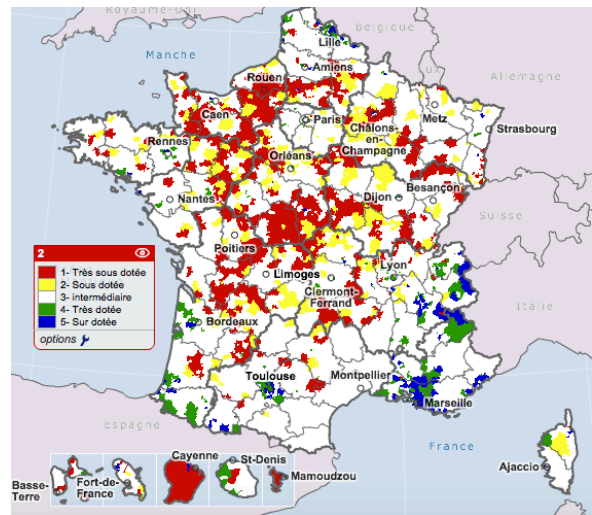 Royaume-Uni
Belgique
Lille
Manche
Amiens
Allemagne
Rouen
Caen
Paris
Metz
Strasbourg
Rennes
Châlons-
en-
Champagne
Orléans
Nantes
Dijon
Besançon
Suisse
Poitiers
2
Limoges
Lyon
1- Très sous dotée
2- Sous dotée
3- intermédiaire
4- Très dotée
5- Sur dotée
options
Clermont-
Ferrand
Italie
Bordeaux
Toulouse
Montpellier
Marseille
Espagne
France
Cayenne
St-Denis
Ajaccio
Basse-
Terre
Fort-de-
France
Mamoudzou